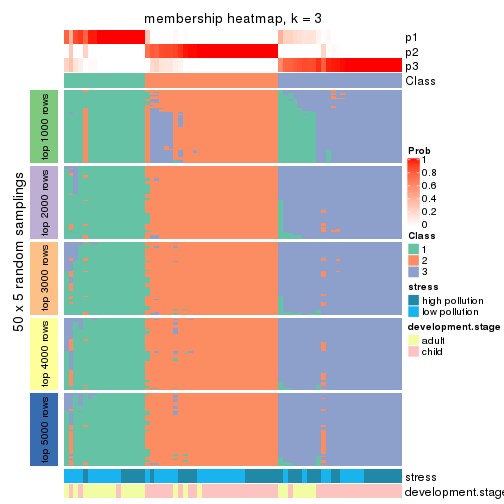 membership heatmap, k = 3
p1
p2
p3
Class
50 x 5 random samplings
top 1000 rows
top 2000 rows
top 3000 rows
top 4000 rows
top 5000 rows
stress
development.stage
Prob
1
0.8
0.6
0.4
0.2
0
Class
1
2
3
stress
high pollution
low pollution
development.stage
adult
child